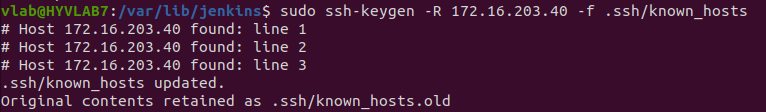 vlab@HYVLAB7:/var/lib/jenkins$ sudo ssh-keygen -R 172.16.203.40 -f .ssh/known_hosts
# Host 172.16.203.40 found: line 1
# Host 172.16.203.40 found: line 2
# Host 172.16.203.40 found: line 3
.ssh/known_hosts updated.
Original contents retained as .ssh/known_hosts.old